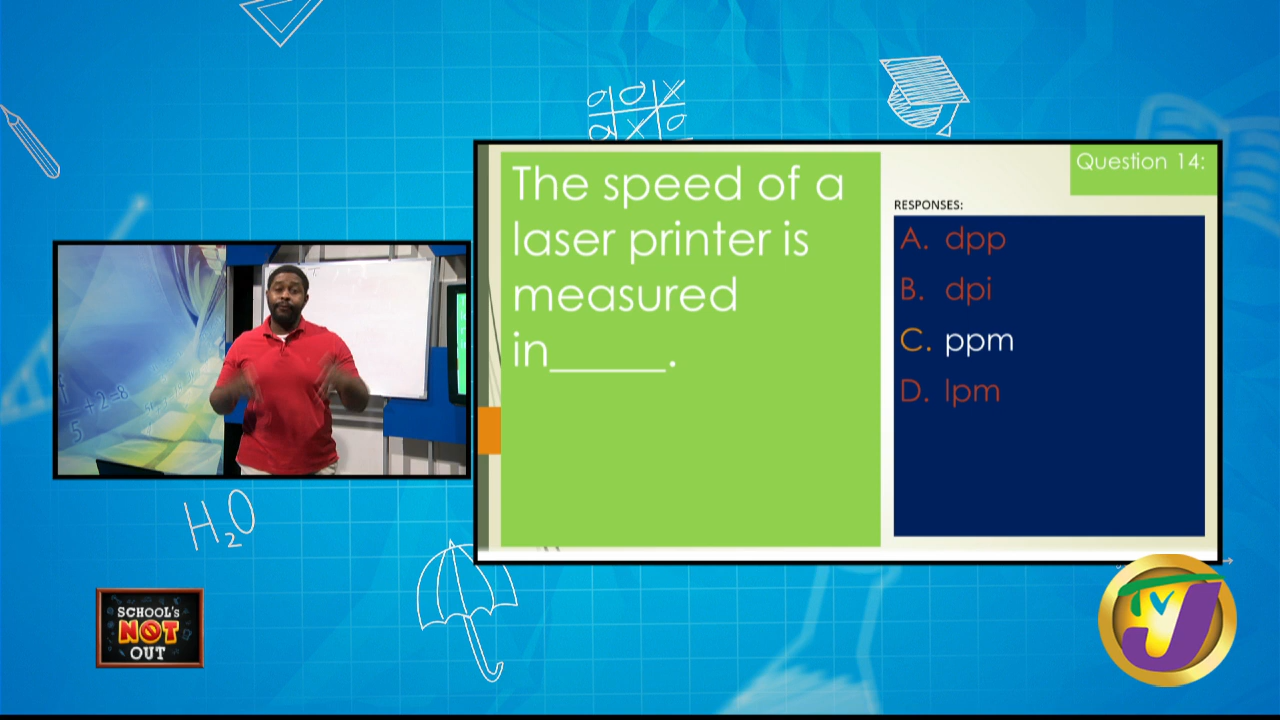 Question 14:
The speed of a
laser printer is
measured
in______.
RESPONSES:
A. dpp
B. dpi
C. ppm
D. lpm
H₂O
SCHOOL's
NOT
OUT
TVJ